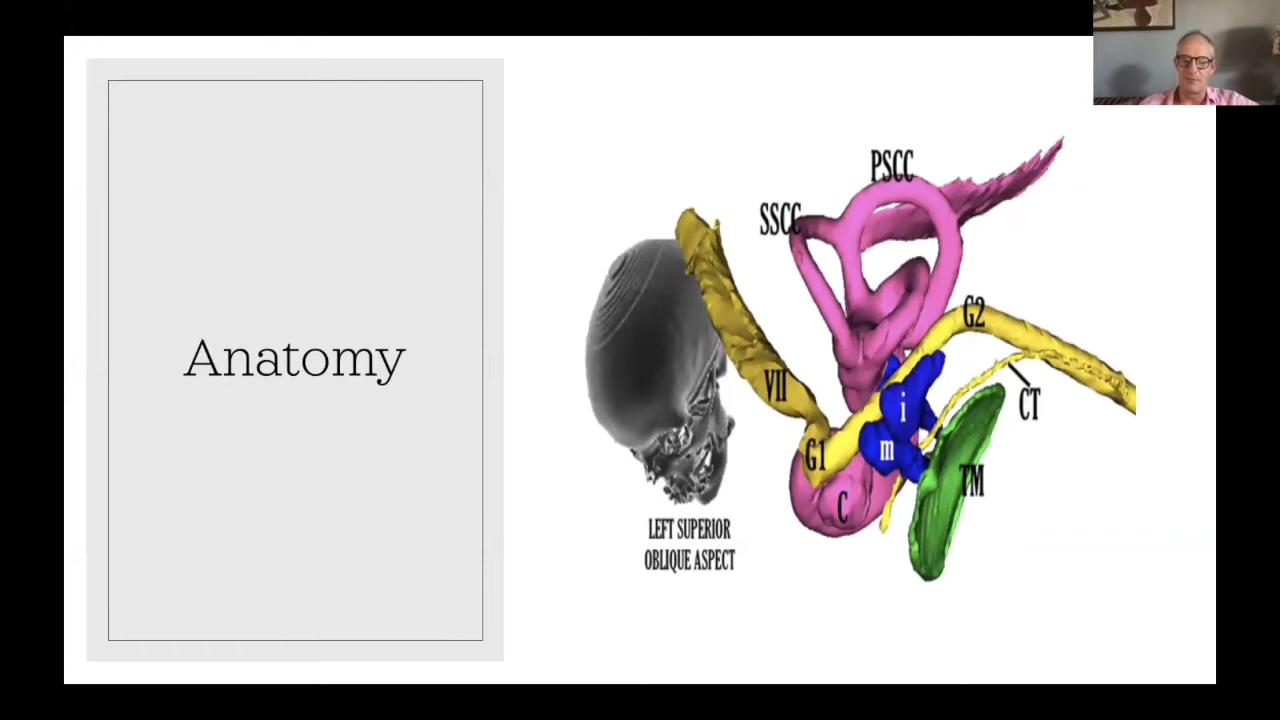 Anatomy
PSCC
SSCC
G2
VII
i
CT
G1
m
TM
C
LEFT SUPERIOR
OBLIQUE ASPECT